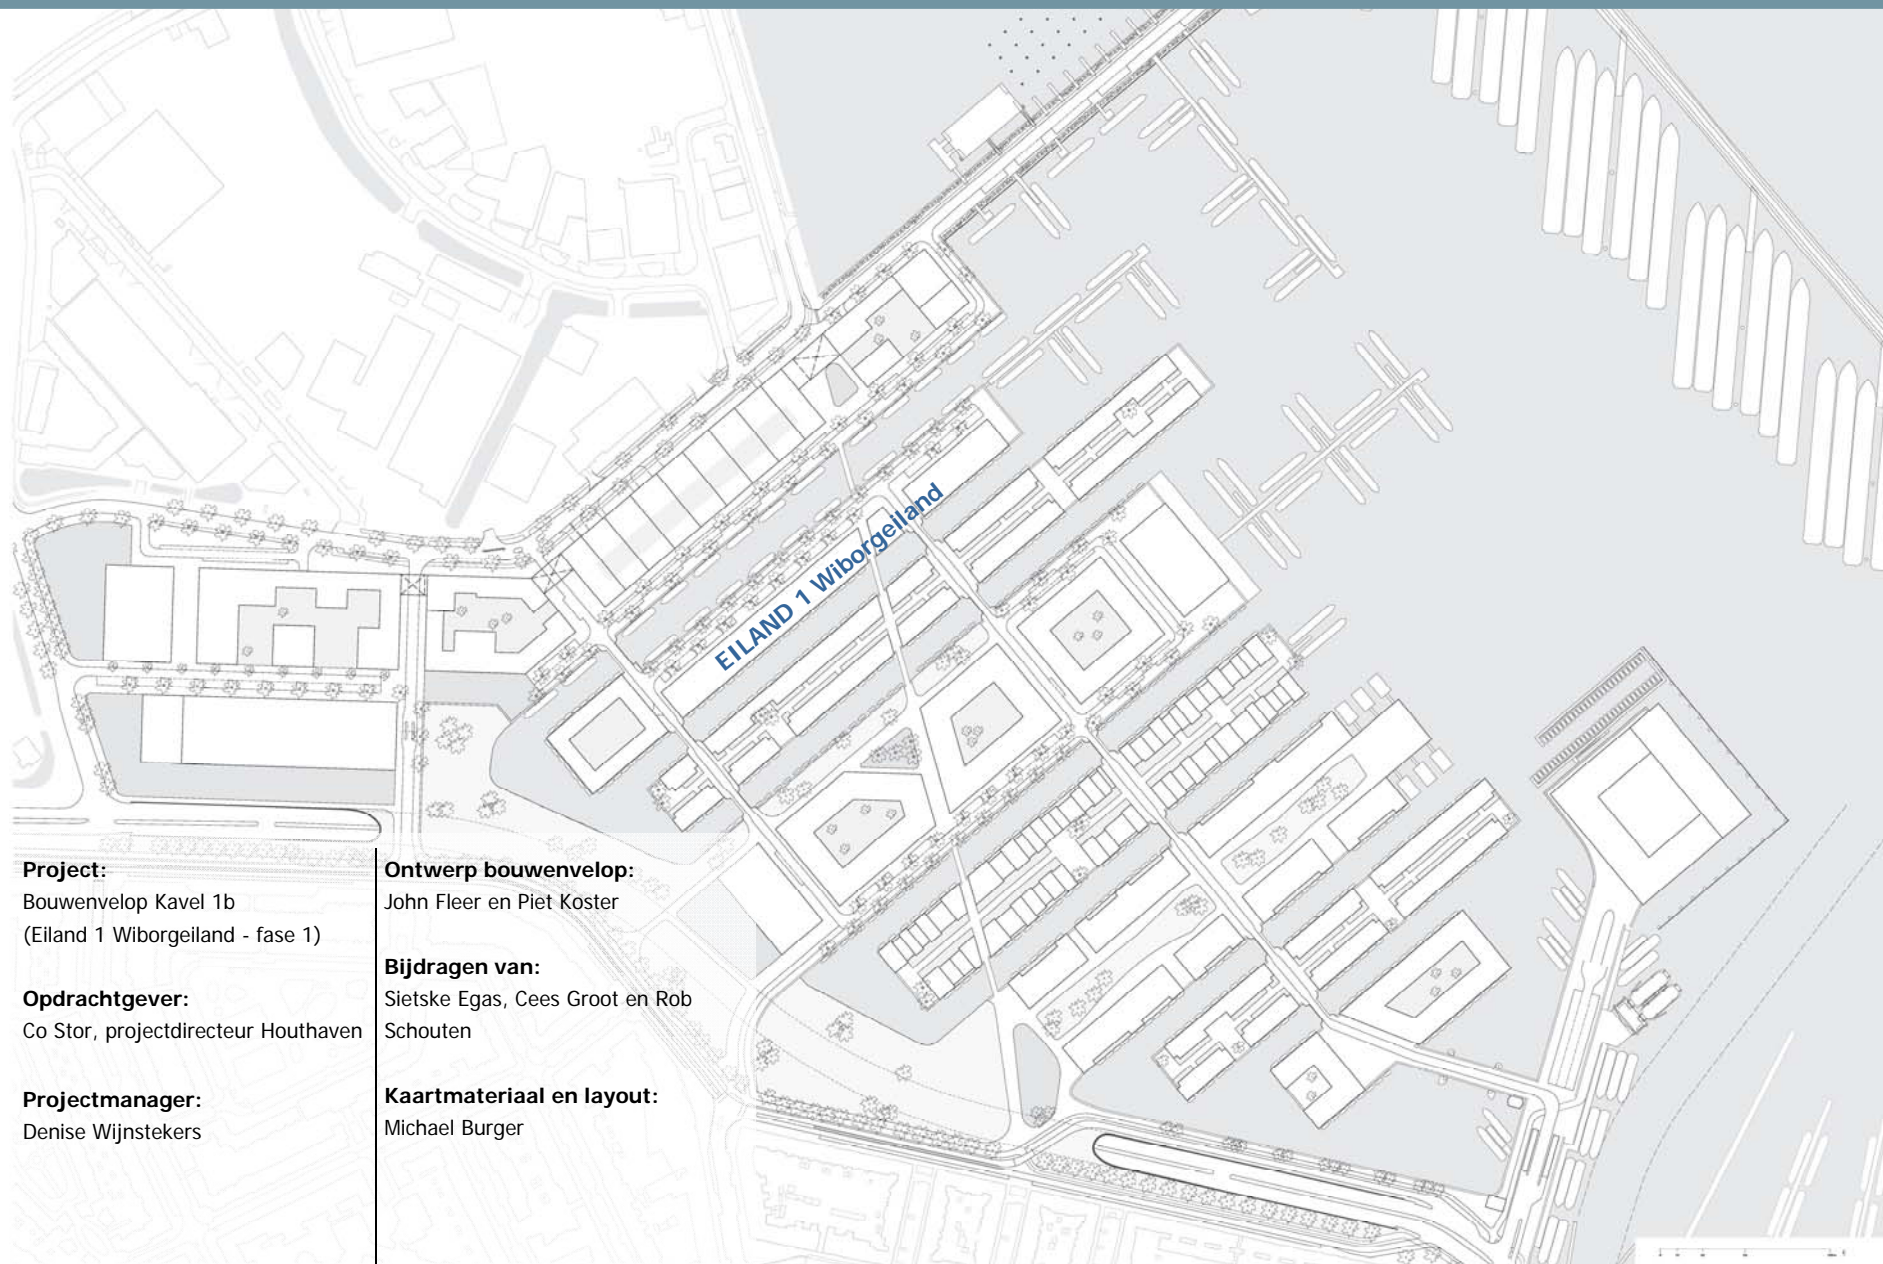 EILAND 1 Wiborgeiland
Project:
Bouwenvelop Kavel 1b
(Eiland 1 Wiborgeiland - fase 1)
Opdrachtgever:
Co Stor, projectdirecteur Houthaven
Projectmanager:
Denise Wijnstekers
Ontwerp bouwenvelop:
John Fleer en Piet Koster
Bijdragen van:
Sietske Egas, Cees Groot en Rob
Schouten
Kaartmateriaal en layout:
Michael Burger